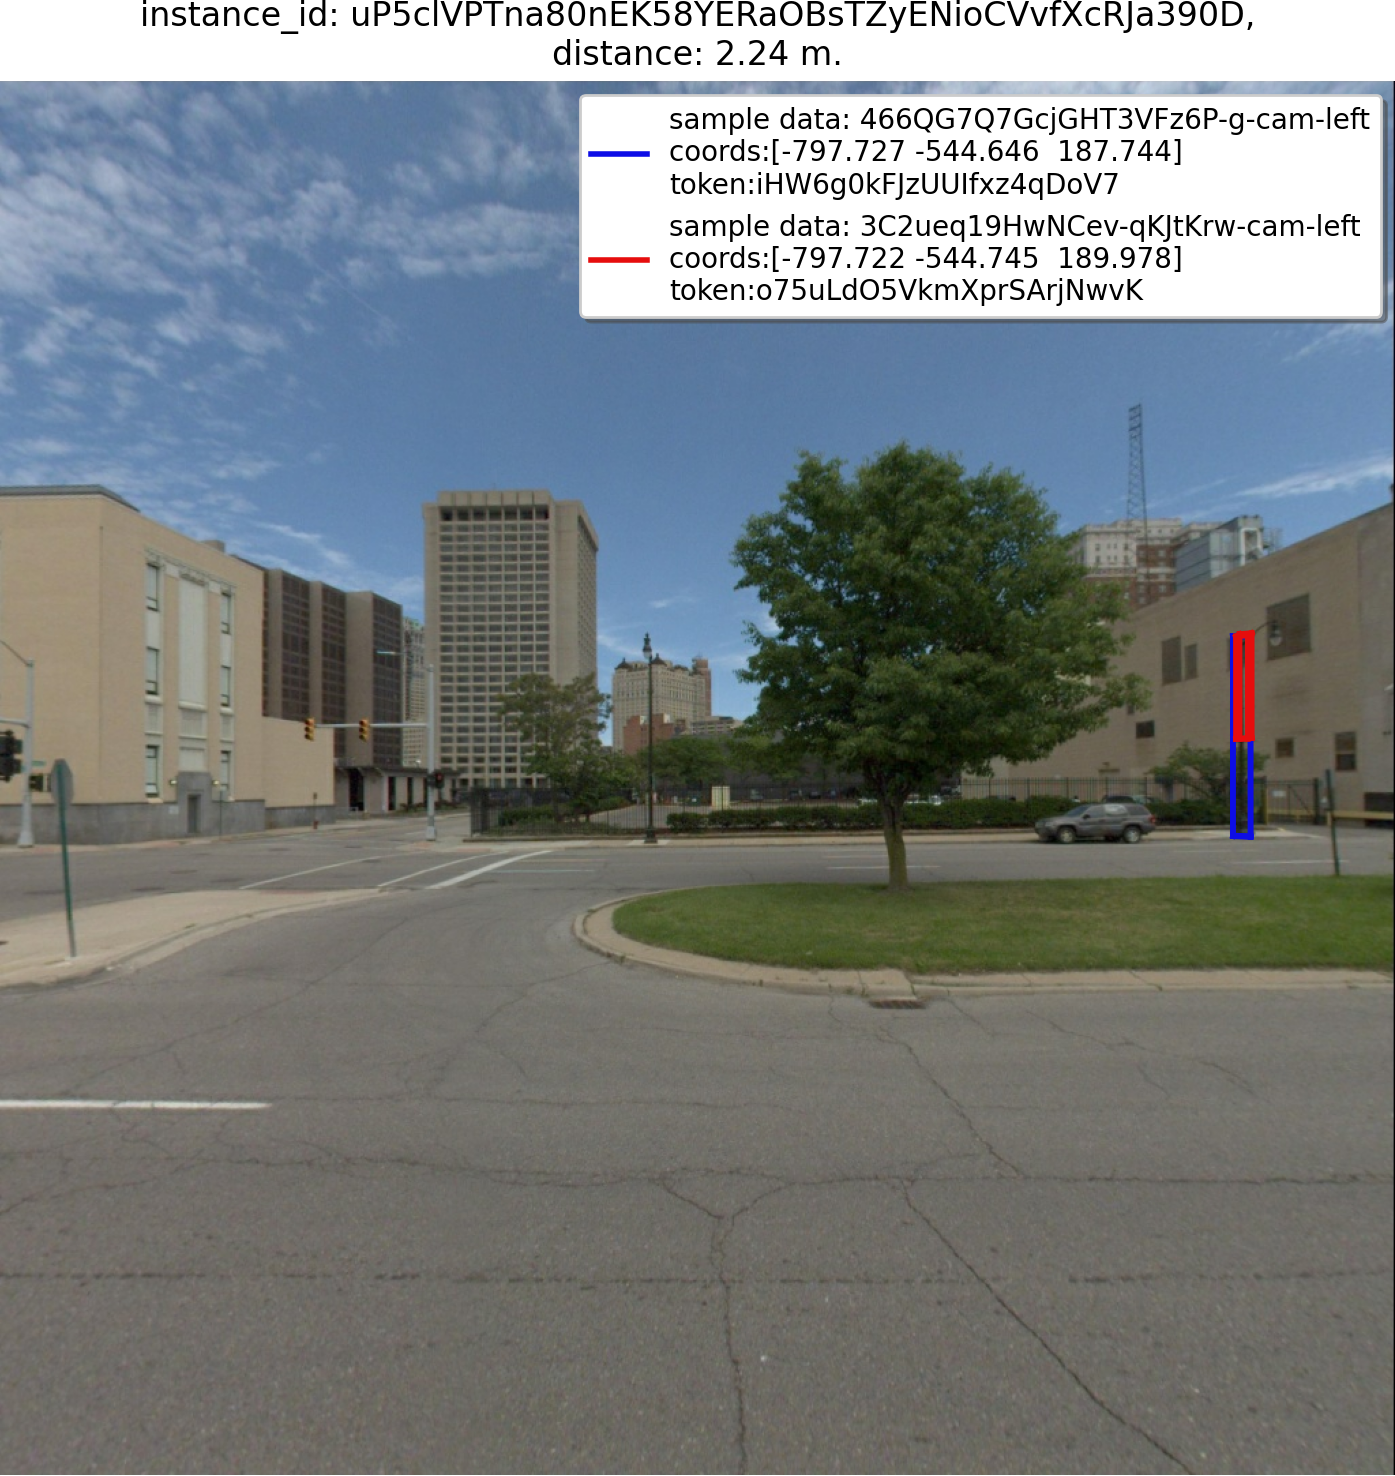 instance_id: uP5clVPTna80nEK58YERaOBsTZyENioCVvfXcRJa390D,
distance: 2.24 m.
sample data: 466QG7Q7GcjGHT3VFz6P-g-cam-left
coords:[-797.727 -544.646  187.744]
token:iHW6g0kFJzUUIfxz4qDoV7
sample data: 3C2ueq19HwNCev-qKJtKrw-cam-left
coords:[-797.722 -544.745  189.978]
token:o75uLdO5VkmXprSArjNwvK